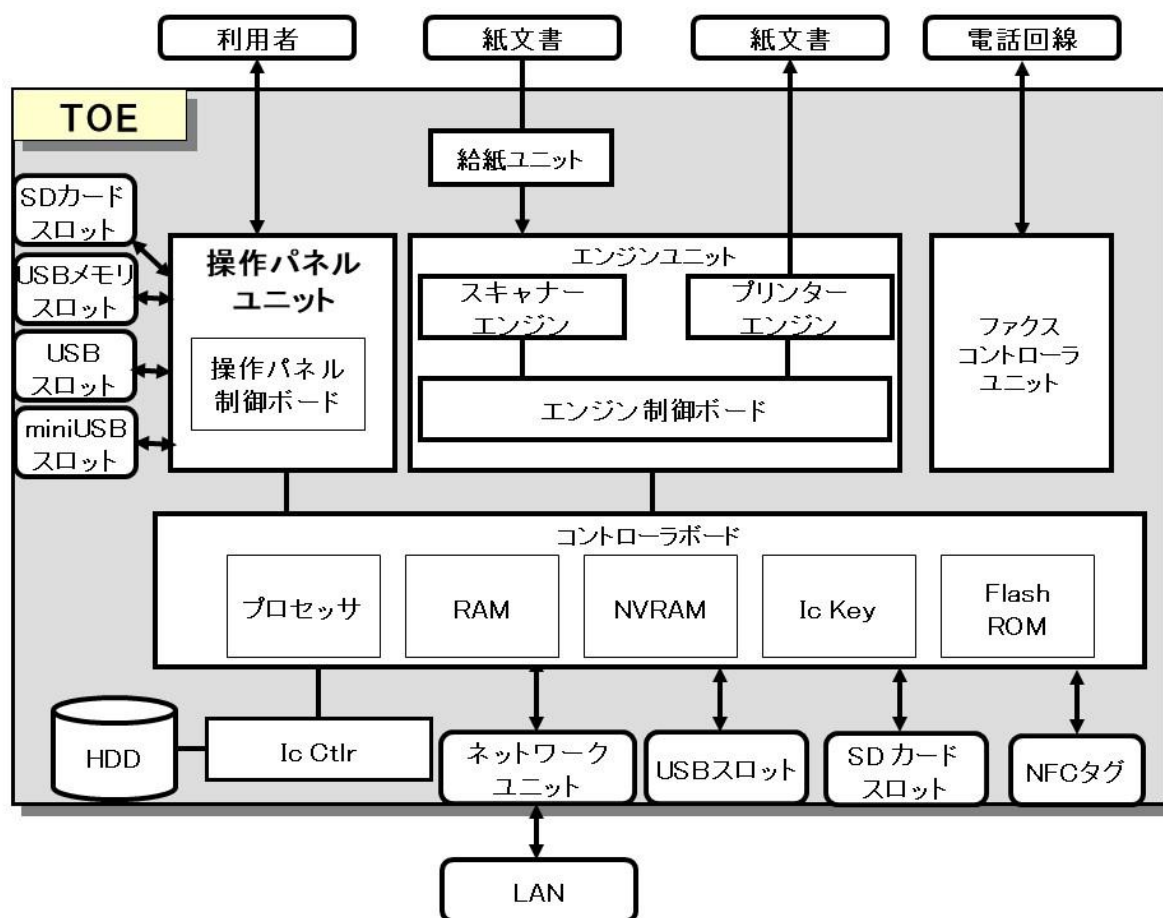 利用者
紙文書
紙文書
電話回線
TOE
給紙ユニット
SDカード
スロット
USBメモリ
スロット
USB
スロット
miniUSB
スロット
操作パネル
ユニット
操作パネル
制御ボード
エンジンユニット
スキャナー
エンジン
プリンター
エンジン
エンジン制御ボード
ファクス
コントローラ
ユニット
コントローラボード
プロセッサ
RAM
NVRAM
Ic Key
Flash
ROM
HDD
Ic Ctlr
ネットワーク
ユニット
USBスロット
SD カード
スロット
NFCタグ
LAN